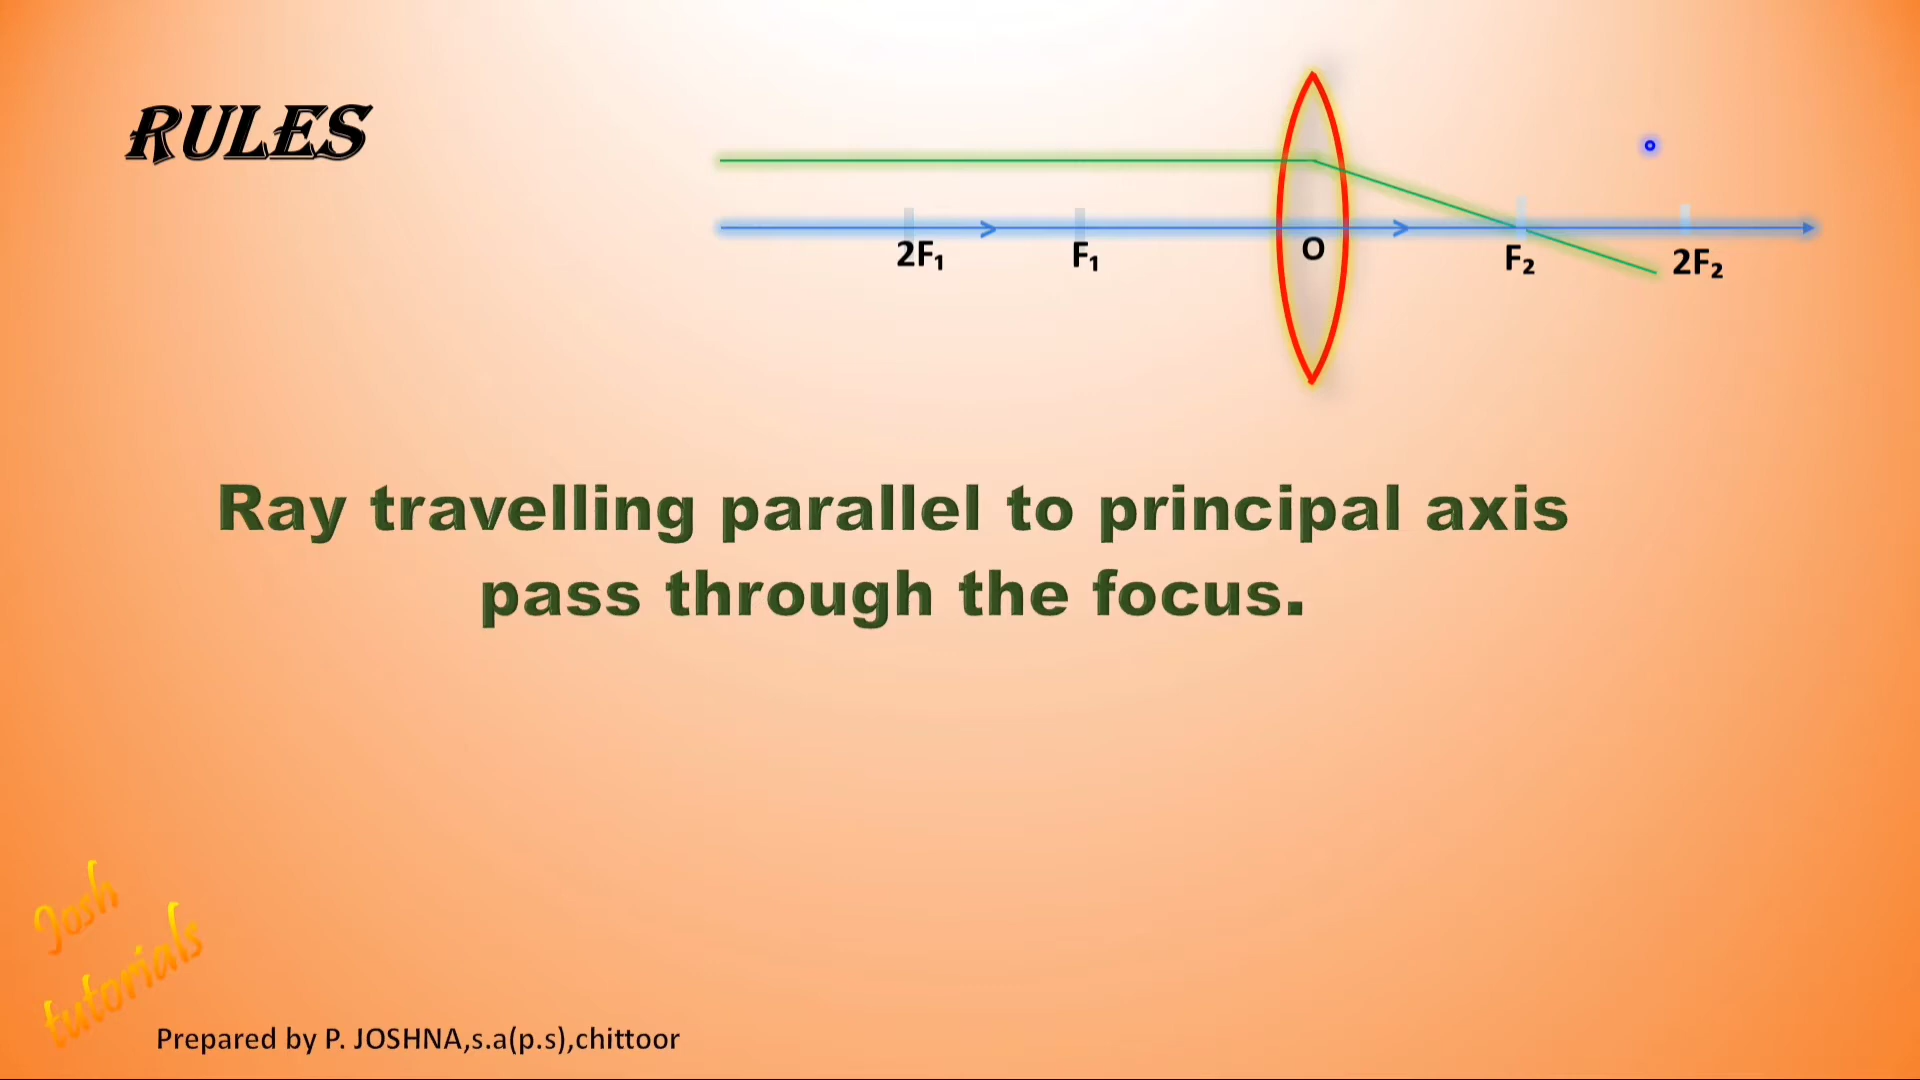 RULES
2F₁ F₁ O F₂ 2F₂
Ray travelling parallel to principal axis
pass through the focus.
Josh
tutorials
Prepared by P. JOSHNA,s.a(p.s),chittoor